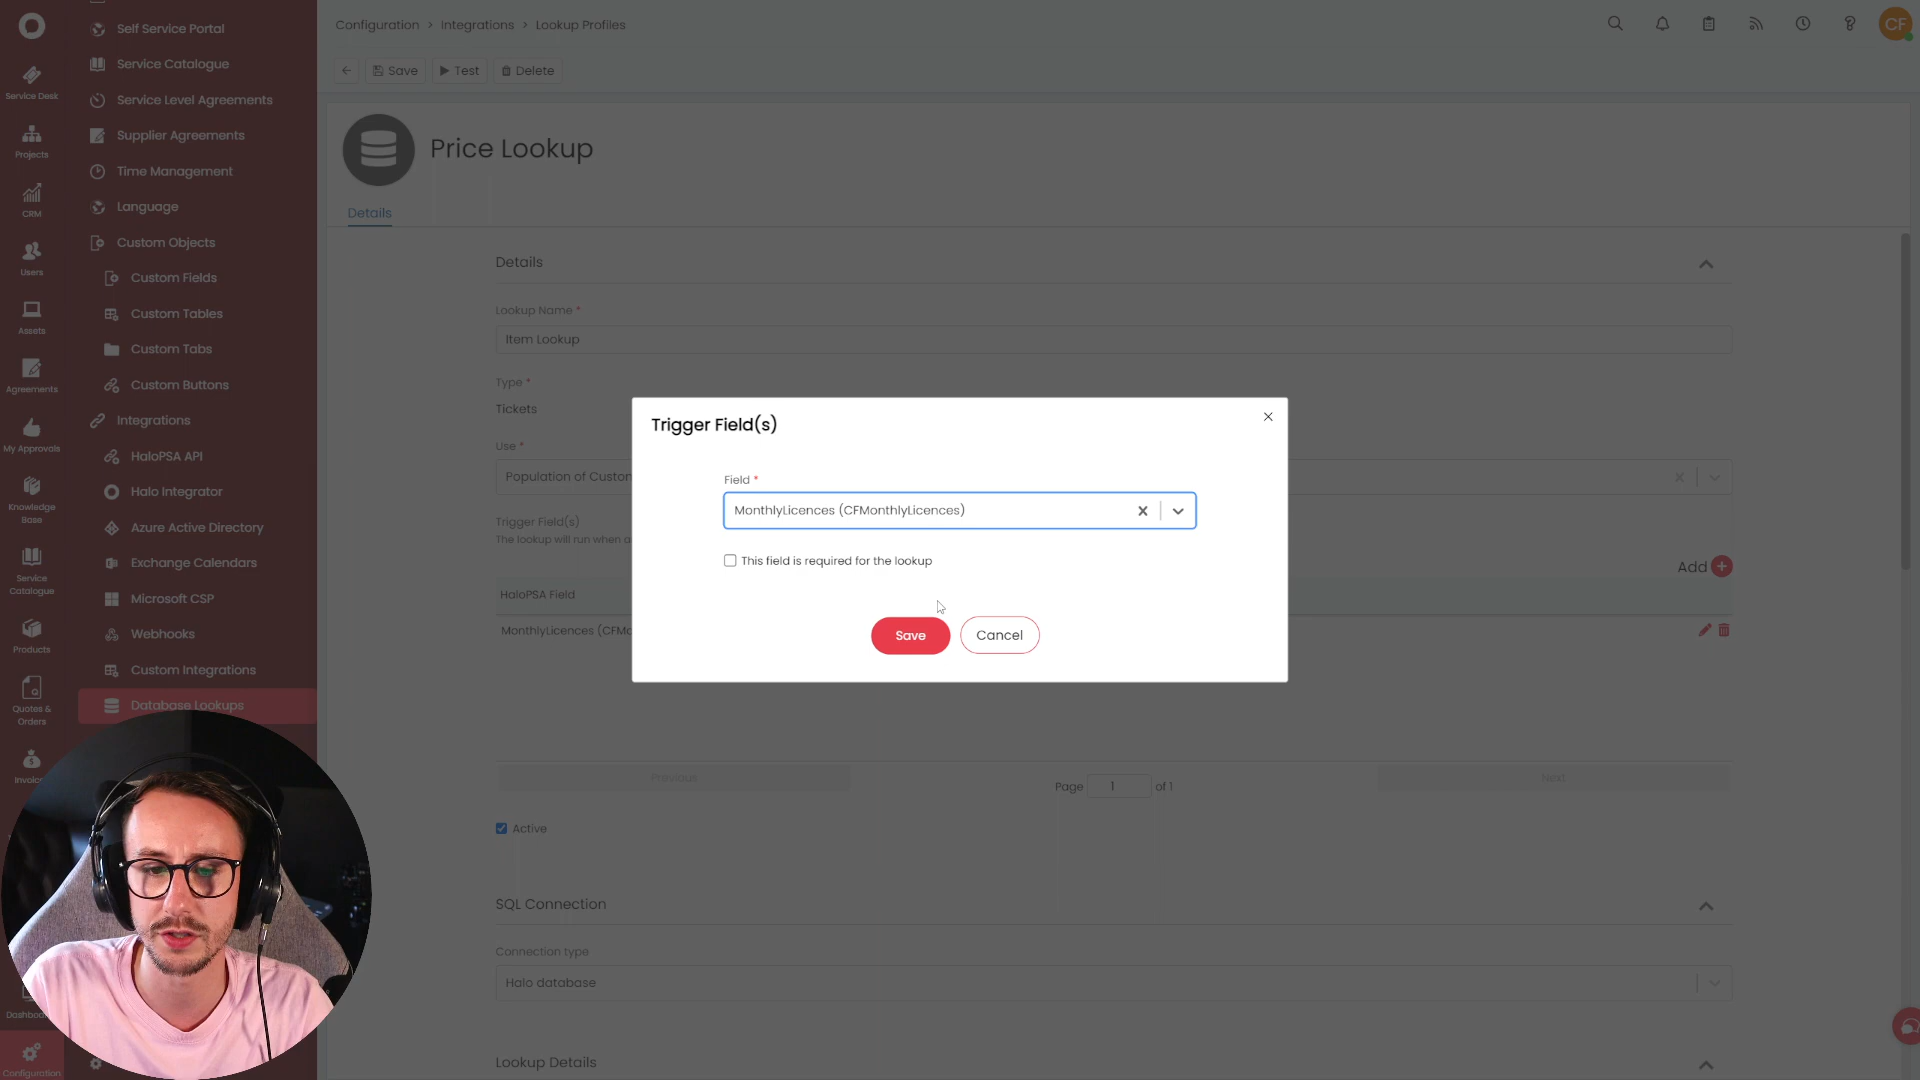 Self Service Portal
Service Catalogue
Service Level Agreements
Supplier Agreements
Time Management
Language
Custom Objects
Custom Fields
Custom Tables
Custom Tabs
Custom Buttons
Integrations
HaloPSA API
Halo Integrator
Azure Active Directory
Exchange Calendars
Microsoft CSP
Webhooks
Custom Integrations
Database Lookups
Service Desk
Projects
CRM
Users
Assets
Agreements
My Approvals
Knowledge
Base
Service
Catalogue
Products
Quotes &
Orders
Configuration
Configuration > Integrations > Lookup Profiles
CF
Save
Test
Delete
Price Lookup
Details
Details
Lookup Name *
Item Lookup
Type *
Tickets
Use *
Population of Custom
Trigger Field(s)
The lookup will run when a
Add
HaloPSA Field
MonthlyLicences (CFMo
Trigger Field(s)
Field *
MonthlyLicences (CFMonthlyLicences)
This field is required for the lookup
Save
Cancel
Previous
Page 1 of 1
Next
Active
SQL Connection
Connection type
Halo database
Lookup Details